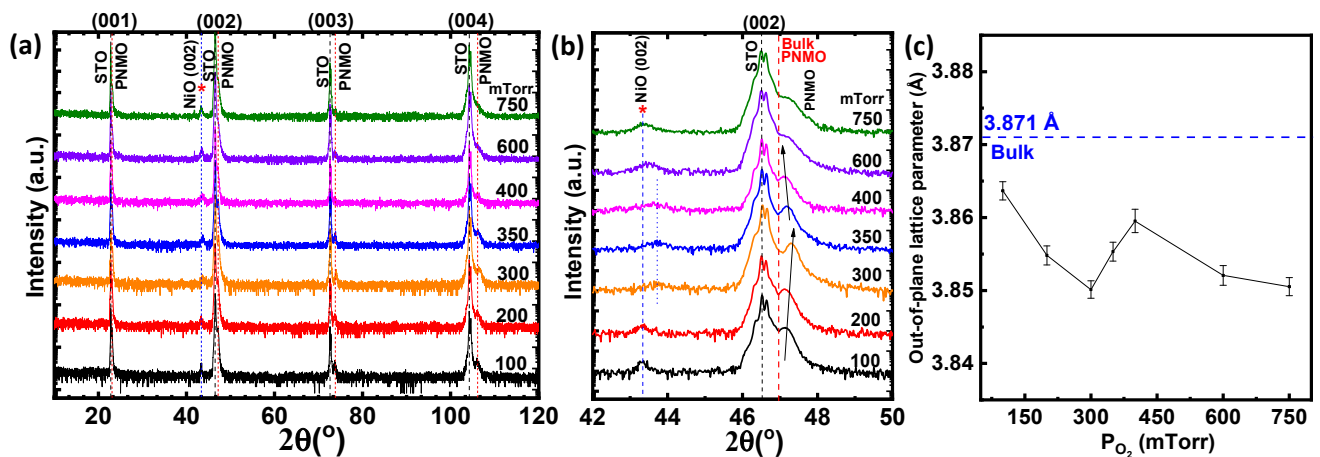 (a)
(001)
(002)
(003)
(004)
STO
PNMO
NiO (002)
*
STO
PNMO
STO
PNMO
STO
PNMO
mTorr
750
600
400
350
300
200
100
Intensity (a.u.)
20
40
60
80
100
120
2θ(°)
(b)
(002)
NiO (002)
*
STO
Bulk
PNMO
PNMO
mTorr
750
600
400
350
300
200
100
Intensity (a.u.)
42
44
46
48
50
2θ(°)
(c)
Out-of-plane lattice parameter (Å)
3.88
3.87
3.86
3.85
3.84
3.871 Å
Bulk
150
300
450
600
750
P_O₂ (mTorr)